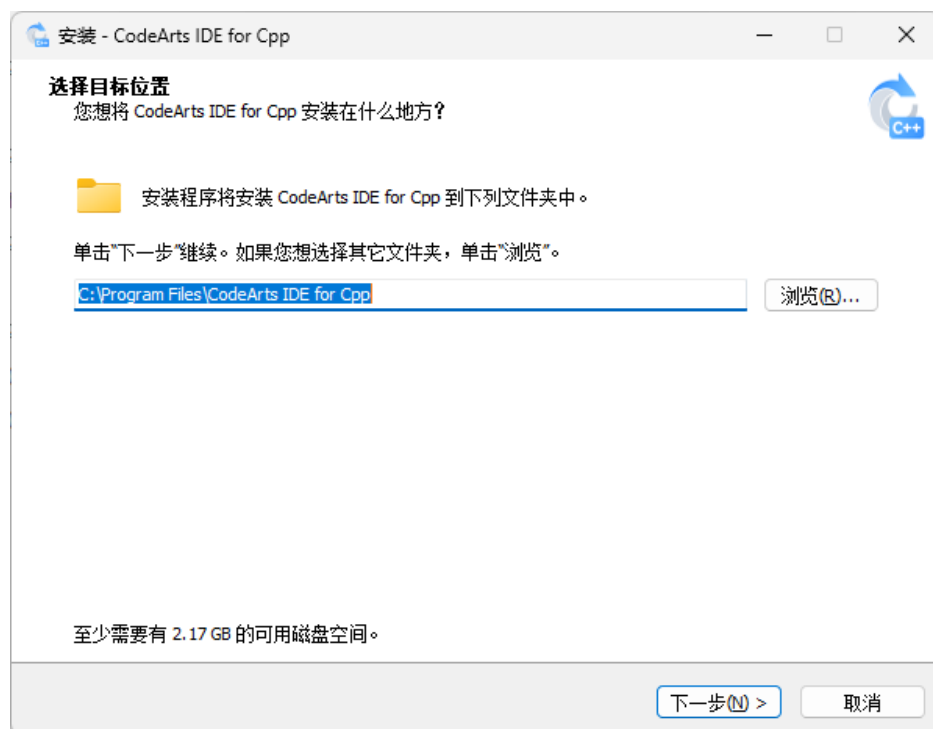 安装 - CodeArts IDE for Cpp
选择目标位置
您想将 CodeArts IDE for Cpp 安装在什么地方?
C++
安装程序将安装 CodeArts IDE for Cpp 到下列文件夹中。
单击"下一步"继续。如果您想选择其它文件夹，单击"浏览"。
C:\Program Files\CodeArts IDE for Cpp
浏览(R)...
至少需要有 2.17 GB 的可用磁盘空间。
下一步(N) >
取消